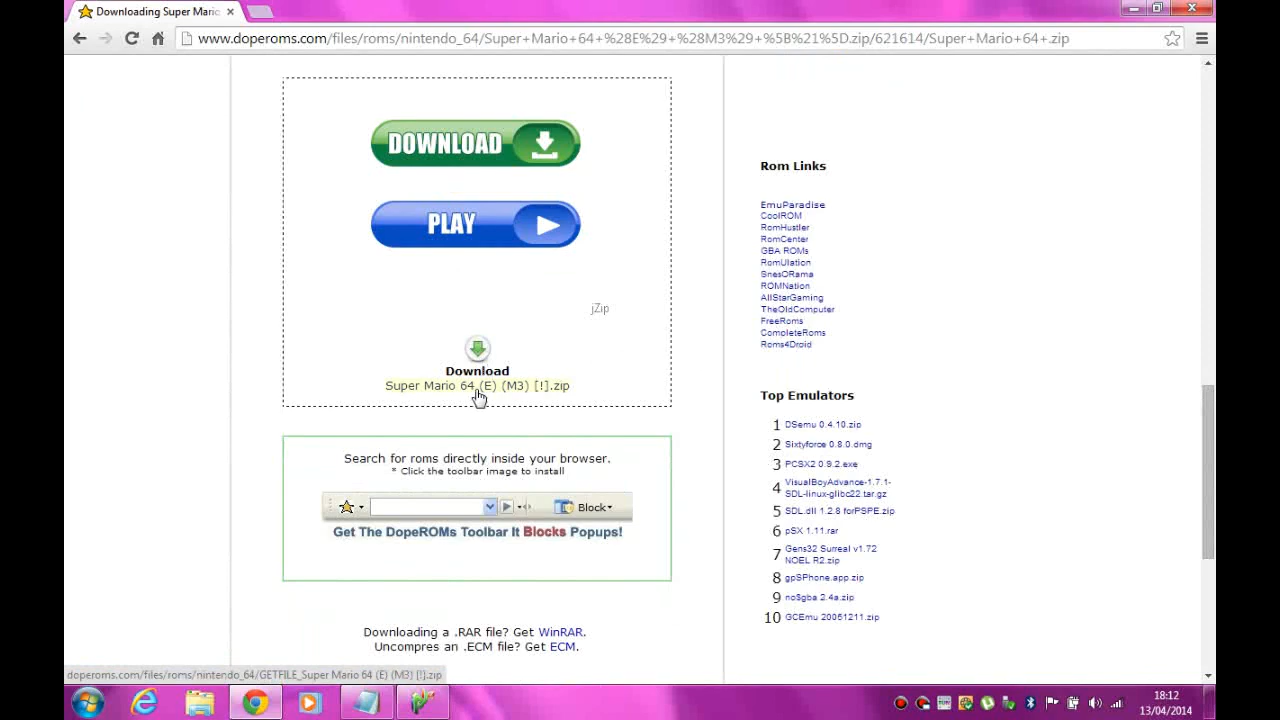 Downloading Super Mario
www.doperoms.com/files/roms/nintendo_64/Super+Mario+64+%28E%29+%28M3%29+%5B%21%5D.zip/621614/Super+Mario+64+.zip
DOWNLOAD
PLAY
jZip
Download
Super Mario 64 (E) (M3) [!].zip
Search for roms directly inside your browser.
* Click the toolbar image to install
Block
Get The DopeROMs Toolbar It Blocks Popups!
Downloading a .RAR file? Get WinRAR.
Uncompres an .ECM file? Get ECM.
Rom Links
EmuParadise
CoolROM
RomHustler
RomCenter
GBA ROMs
RomUlation
SnesORama
ROMNation
AllStarGaming
TheOldComputer
FreeRoms
CompleteRoms
Roms4Droid
Top Emulators
1 DSemu 0.4.10.zip
2 Sixtyforce 0.8.0.dmg
3 PCSX2 0.9.2.exe
4 VisualBoyAdvance-1.7.1-
SDL-linux-glibc22.tar.gz
5 SDL.dll 1.2.8 forPSPE.zip
6 pSX 1.11.rar
7 Gens32 Surreal v1.72
NOEL R2.zip
8 gpSPhone.app.zip
9 no$gba 2.4a.zip
10 GCEmu 20051211.zip
doperoms.com/files/roms/nintendo_64/GETFILE_Super Mario 64 (E) (M3) [!].zip
18:12
13/04/2014